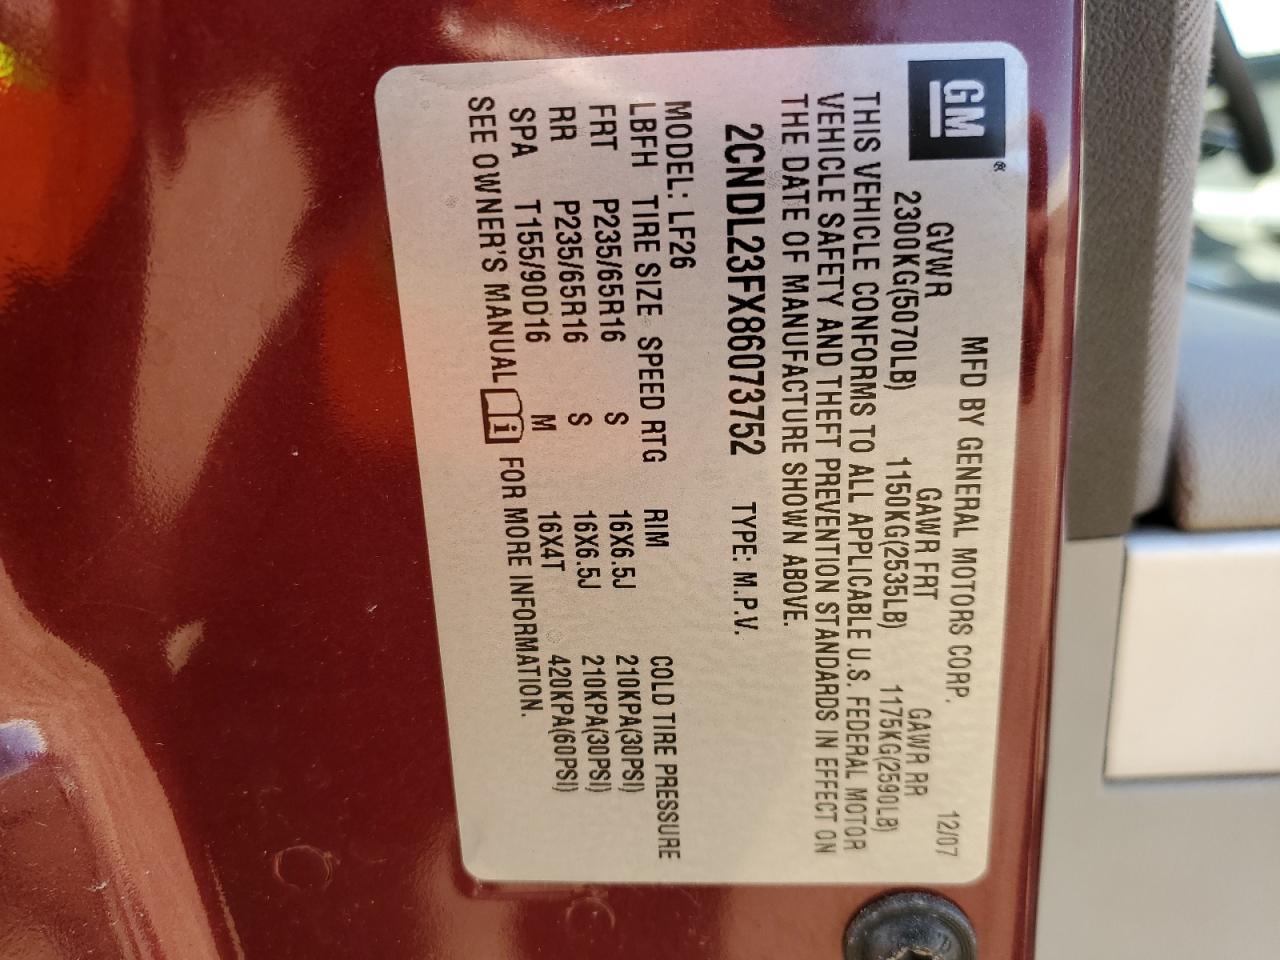 GM®
MFD BY GENERAL MOTORS CORP. 12/07
GVWR GAWR FRT GAWR RR
2300KG(5070LB) 1150KG(2535LB) 1175KG(2590LB)
THIS VEHICLE CONFORMS TO ALL APPLICABLE U.S. FEDERAL MOTOR
VEHICLE SAFETY AND THEFT PREVENTION STANDARDS IN EFFECT ON
THE DATE OF MANUFACTURE SHOWN ABOVE.
2CNDL23FX86073752 TYPE: M.P.V.
MODEL: LF26
LBFH TIRE SIZE SPEED RTG RIM COLD TIRE PRESSURE
FRT P235/65R16 S 16X6.5J 210KPA(30PSI)
RR P235/65R16 S 16X6.5J 210KPA(30PSI)
SPA T155/90D16 M 16X4T 420KPA(60PSI)
SEE OWNER'S MANUAL i FOR MORE INFORMATION.